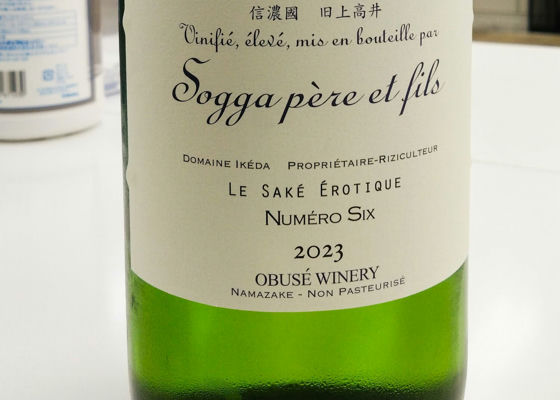 信濃國 旧上高井
Vinifié, élevé, mis en bouteille par
Sogga père et fils
Domaine Ikéda Propriétaire-Riziculteur
Le Saké Érotique
Numéro Six
2023
OBUSÉ WINERY
Namazake - Non Pasteurisé